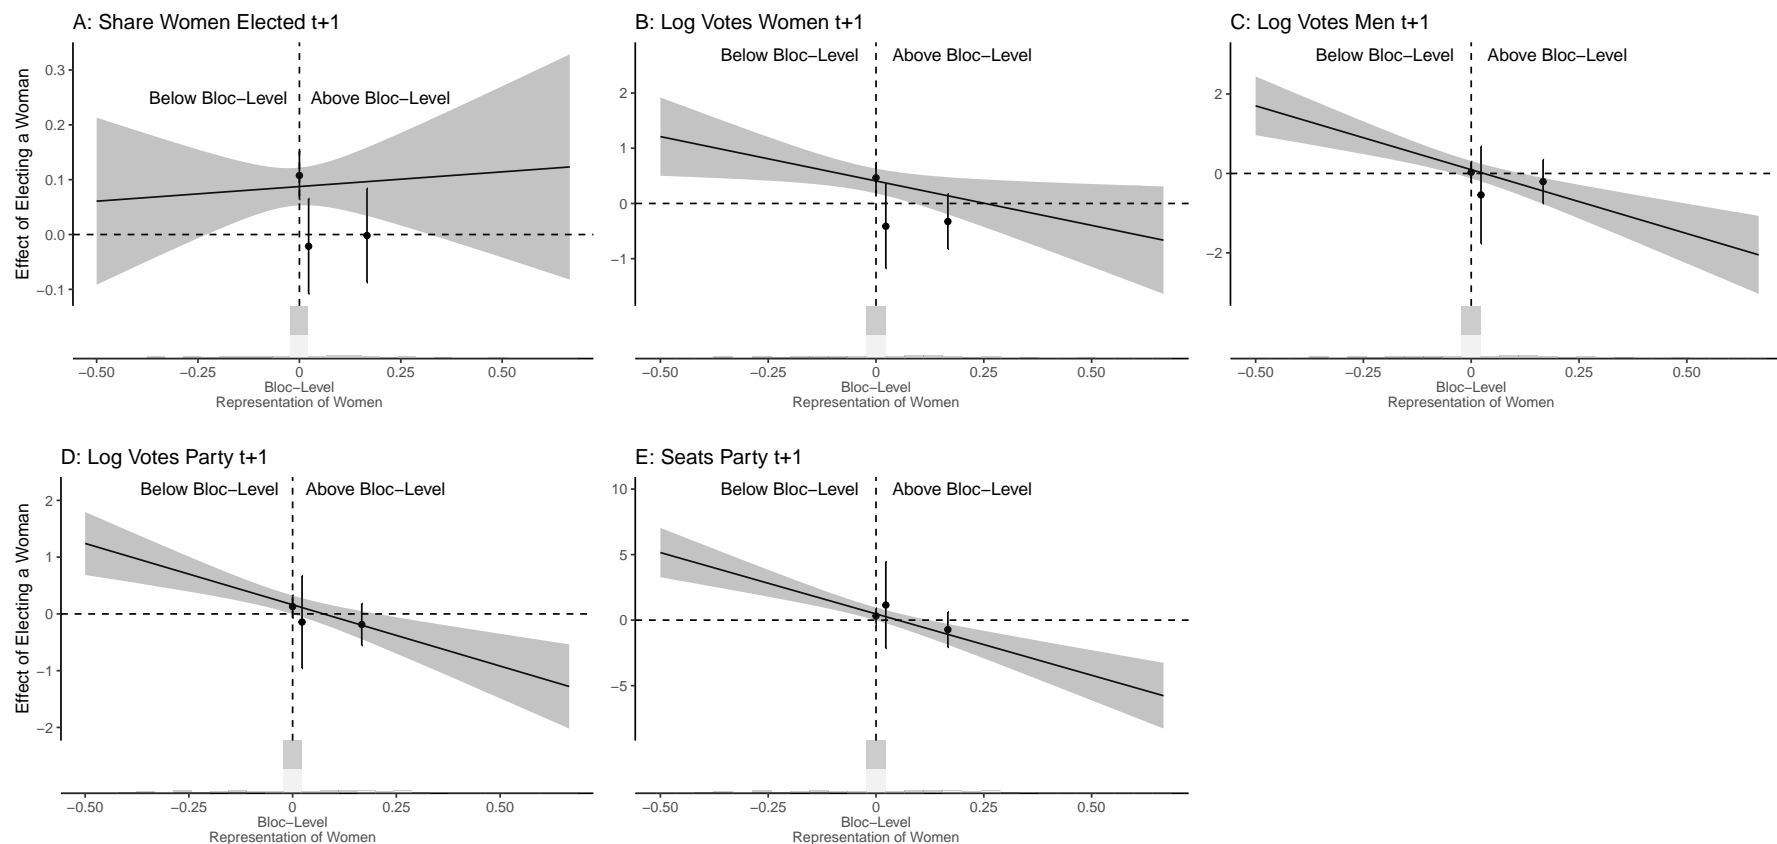 A: Share Women Elected t+1
Effect of Electing a Woman
Below Bloc−Level
Above Bloc−Level
0.3
0.2
0.1
0.0
−0.1
−0.50
−0.25
0
0.25
0.50
Bloc−Level
Representation of Women
B: Log Votes Women t+1
Below Bloc−Level
Above Bloc−Level
2
1
0
−1
−0.50
−0.25
0
0.25
0.50
Bloc−Level
Representation of Women
C: Log Votes Men t+1
Below Bloc−Level
Above Bloc−Level
2
0
−2
−0.50
−0.25
0
0.25
0.50
Bloc−Level
Representation of Women
D: Log Votes Party t+1
Effect of Electing a Woman
Below Bloc−Level
Above Bloc−Level
2
1
0
−1
−2
−0.50
−0.25
0
0.25
0.50
Bloc−Level
Representation of Women
E: Seats Party t+1
Below Bloc−Level
Above Bloc−Level
10
5
0
−5
−0.50
−0.25
0
0.25
0.50
Bloc−Level
Representation of Women